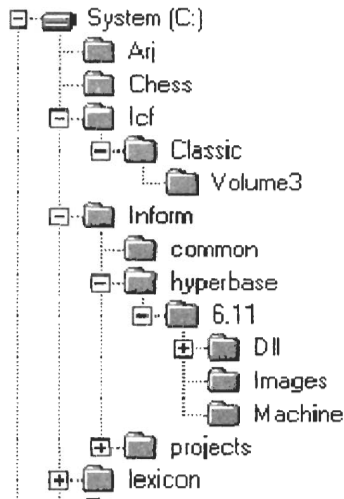 System (C:)
Arj
Chess
Icf
Classic
Volume3
Inform
common
hyperbase
6.11
Dll
Images
Machine
projects
lexicon